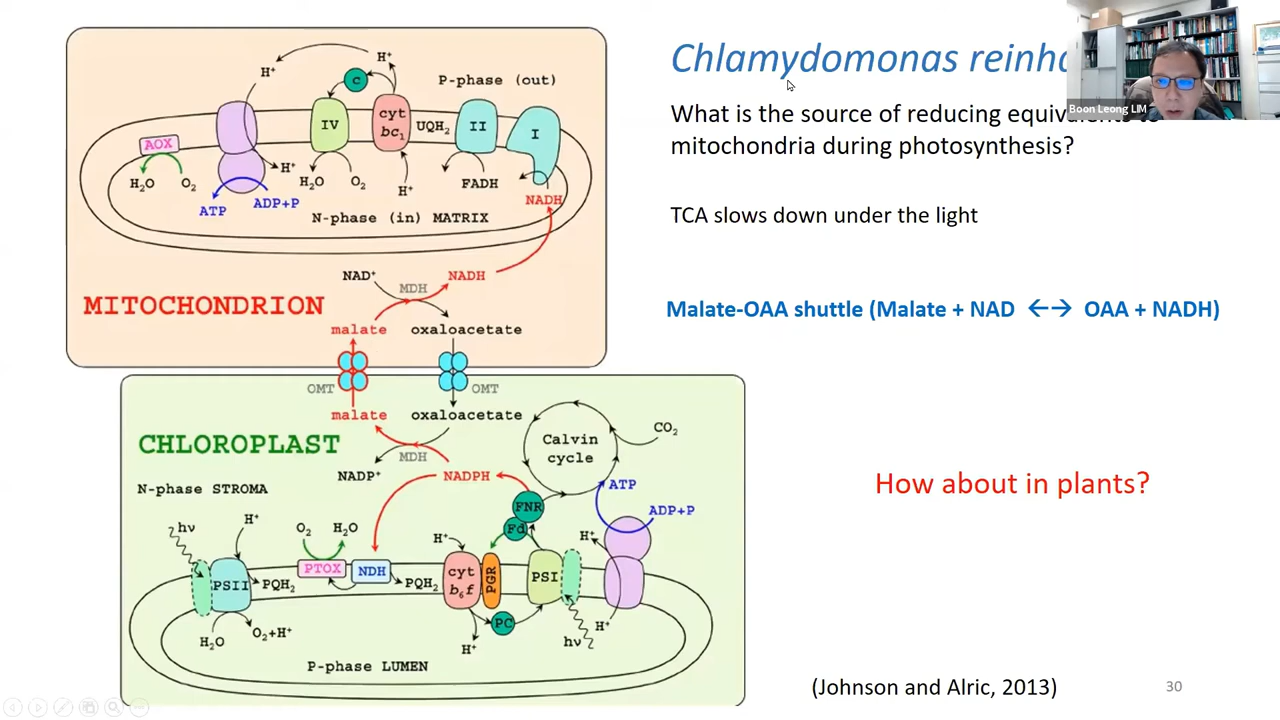 Chlamydomonas
Boon Leong LIM
What is the source of reducing
mitochondria during photosynthesis?
TCA slows down under the light
Malate-OAA shuttle (Malate + NAD ←→ OAA + NADH)
How about in plants?
(Johnson and Alric, 2013)
30
H+
H+
P-phase (out)
c
cyt
bc1
IV
UQH2
II
I
AOX
H2O
O2
H+
H2O
O2
H+
FADH
NADH
ATP
ADP+P
N-phase (in) MATRIX
NAD+
MDH
NADH
MITOCHONDRION
malate
oxaloacetate
OMT
OMT
malate
oxaloacetate
CHLOROPLAST
MDH
NADP+
NADPH
Calvin
cycle
CO2
N-phase STROMA
ATP
FNR
ADP+P
Fd
hν
H+
O2
H2O
H+
H+
PSII
PQH2
PTOX
NDH
PQH2
cyt
b6f
PGR
PSI
PC
H2O
O2+H+
H+
hν
H+
P-phase LUMEN